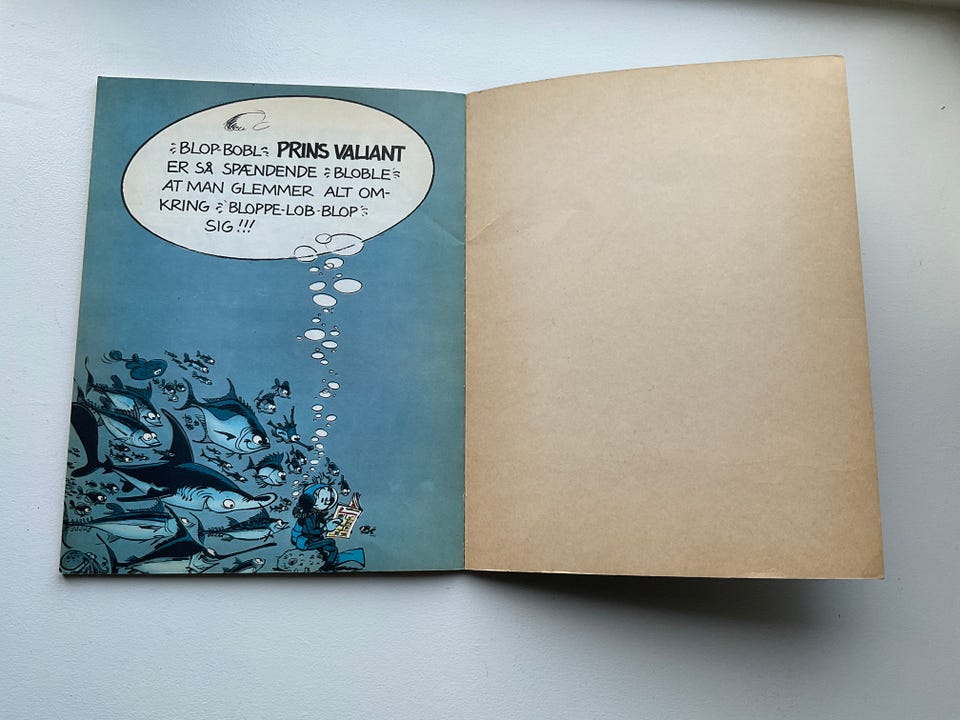 BLOP-BOBL PRINS VALIANT
ER SÅ SPÆNDENDE BLOBLE
AT MAN GLEMMER ALT OM-
KRING BLOPPE-LOB-BLOP
SIG!!!